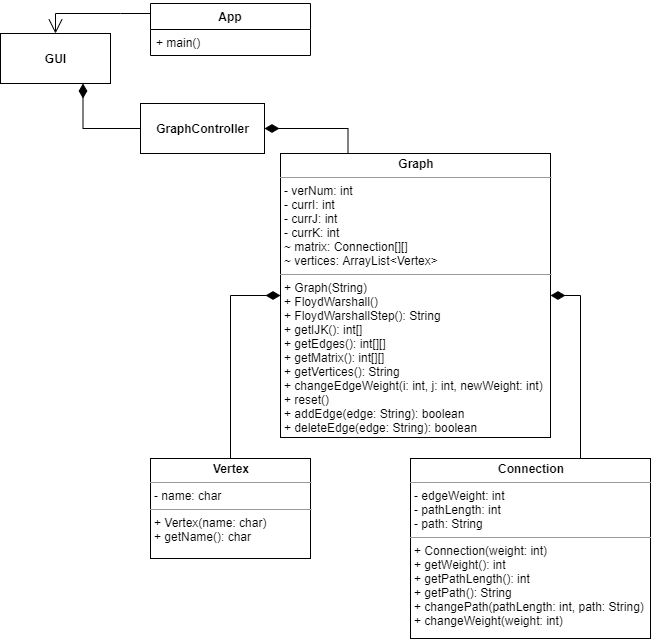 App
+ main()
GUI
GraphController
Graph
- verNum: int
- currI: int
- currJ: int
- currK: int
~ matrix: Connection[][]
~ vertices: ArrayList<Vertex>
+ Graph(String)
+ FloydWarshall()
+ FloydWarshallStep(): String
+ getIJK(): int[]
+ getEdges(): int[][]
+ getMatrix(): int[][]
+ getVertices(): String
+ changeEdgeWeight(i: int, j: int, newWeight: int)
+ reset()
+ addEdge(edge: String): boolean
+ deleteEdge(edge: String): boolean
Vertex
- name: char
+ Vertex(name: char)
+ getName(): char
Connection
- edgeWeight: int
- pathLength: int
- path: String
+ Connection(weight: int)
+ getWeight(): int
+ getPathLength(): int
+ getPath(): String
+ changePath(pathLength: int, path: String)
+ changeWeight(weight: int)